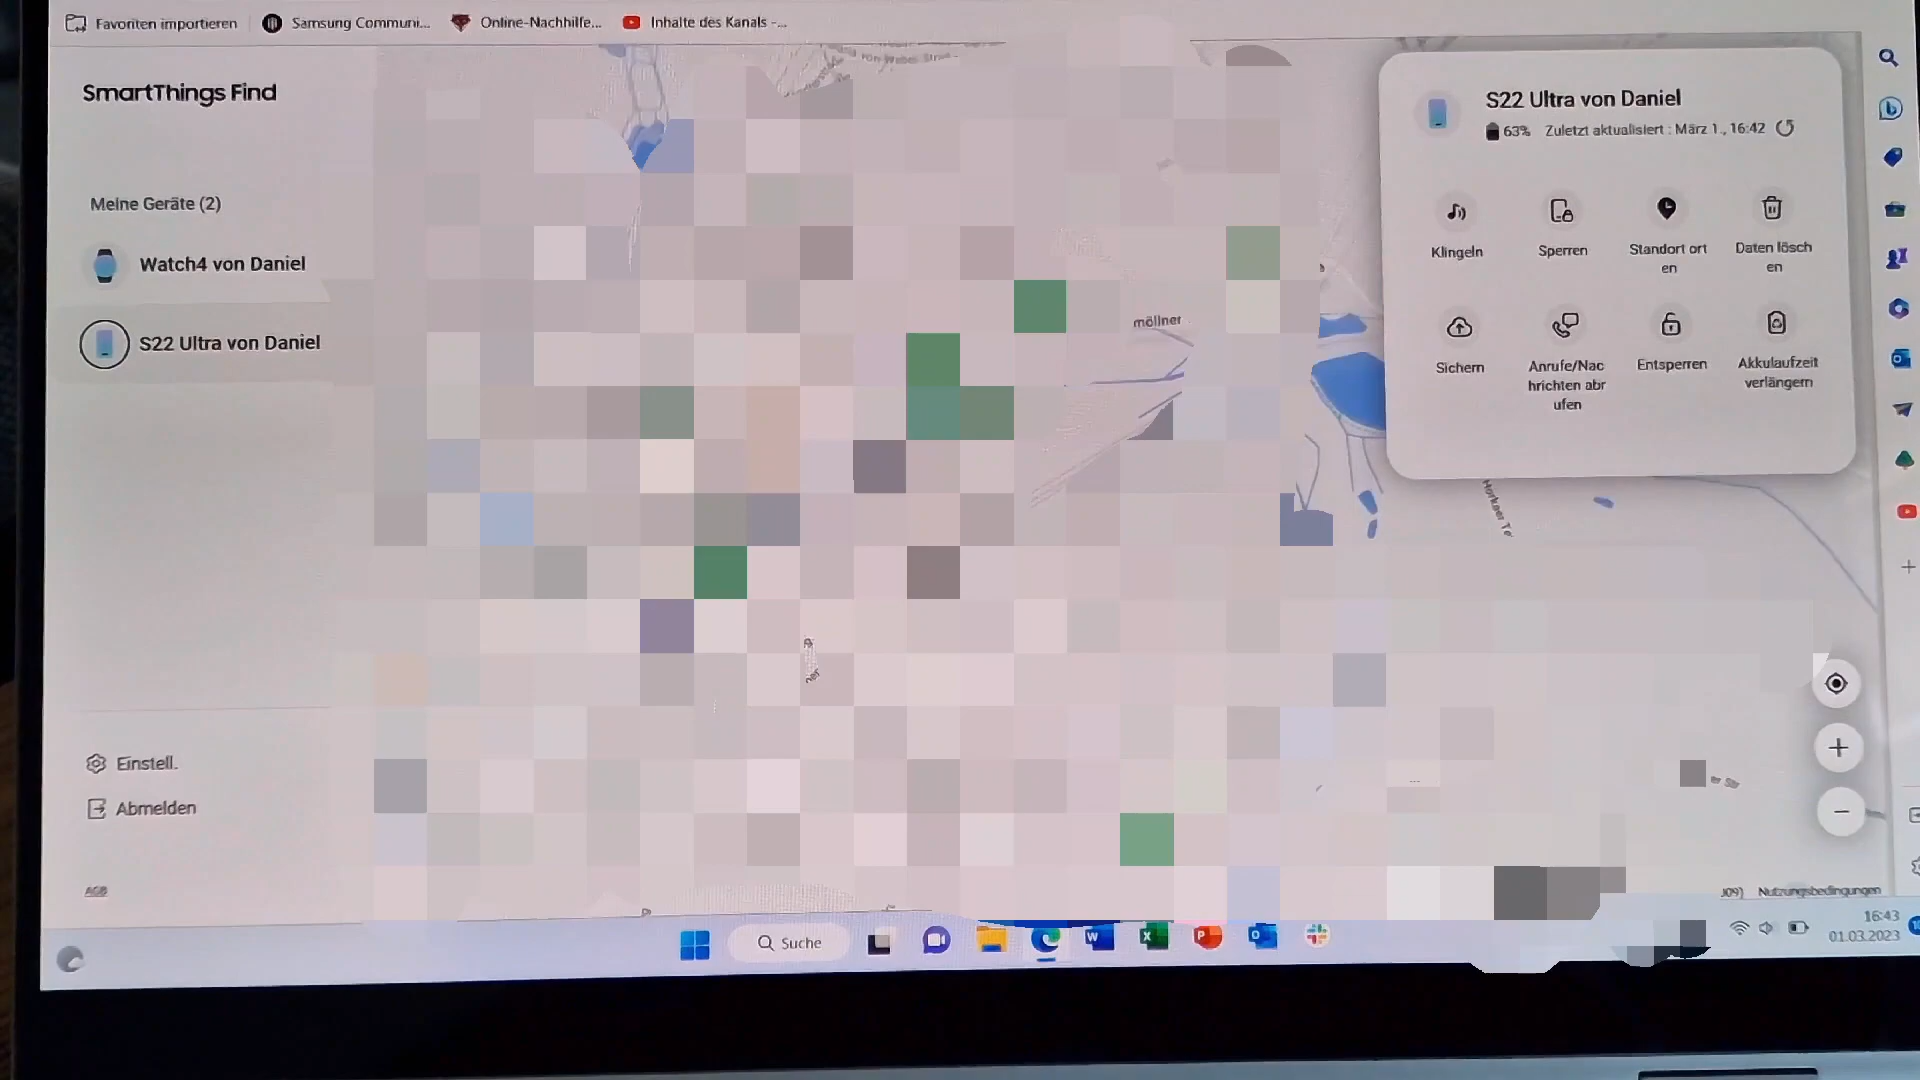 Favoriten importieren
Samsung Communi...
Online-Nachhilfe...
Inhalte des Kanals -...
SmartThings Find
Meine Geräte (2)
Watch4 von Daniel
S22 Ultra von Daniel
Einstell.
Abmelden
AGB
möllner
Horkaer
S22 Ultra von Daniel
63% Zuletzt aktualisiert : März 1., 16:42
Klingeln
Sperren
Standort ort
en
Daten lösch
en
Sichern
Anrufe/Nac
hrichten abr
ufen
Entsperren
Akkulaufzeit
verlängern
Nutzungsbedingungen
Suche
16:43
01.03.2023